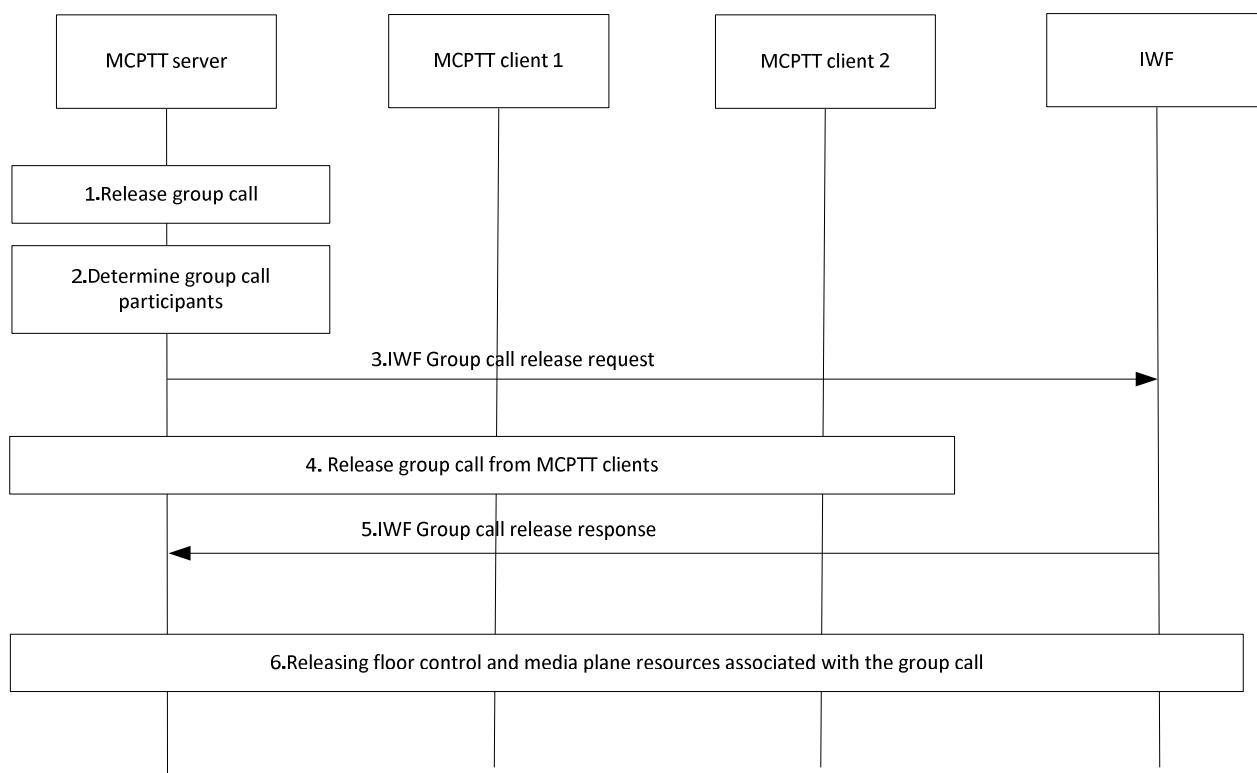 MCPTT server
MCPTT client 1
MCPTT client 2
IWF
1.Release group call
2.Determine group call
participants
3.IWF Group call release request
4. Release group call from MCPTT clients
5.IWF Group call release response
6.Releasing floor control and media plane resources associated with the group call